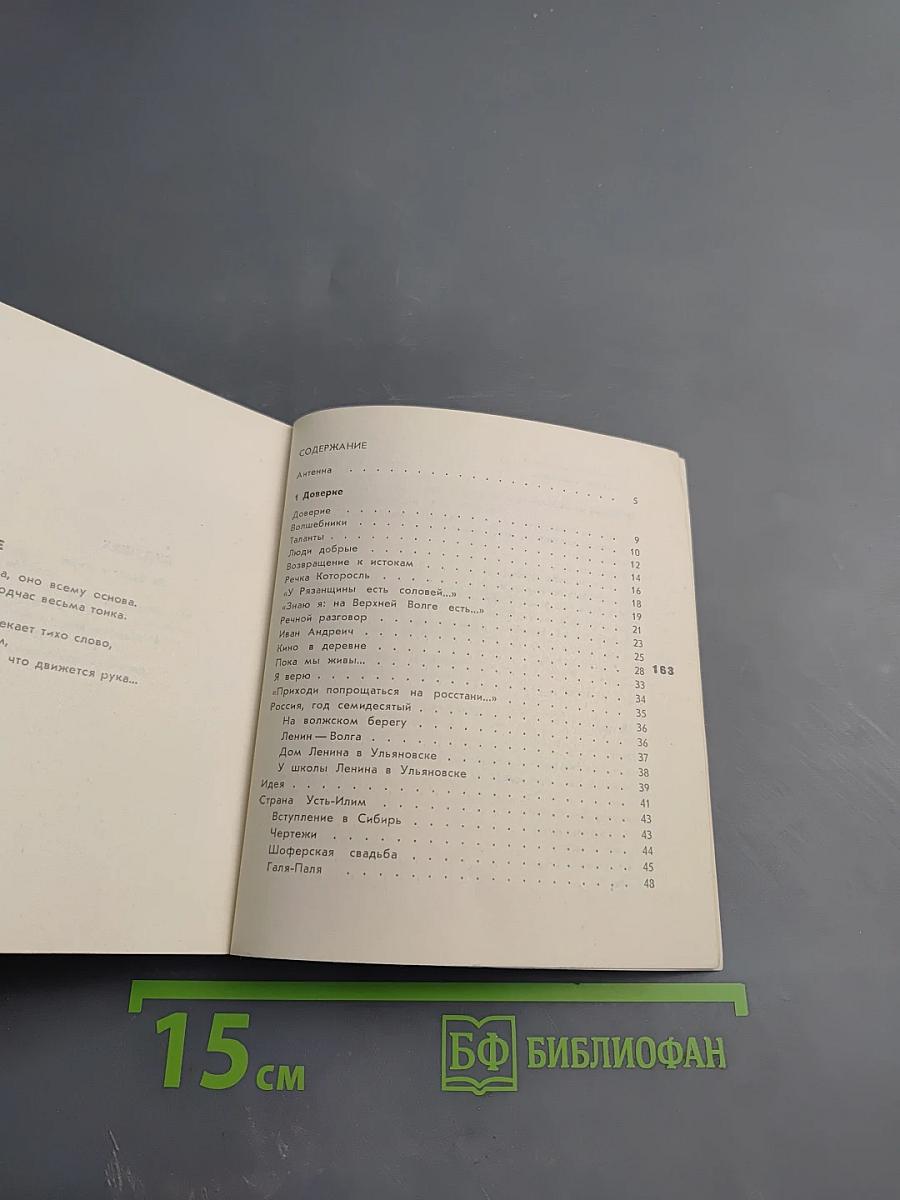 Е
а, оно всему основа.
одчас весьма тонка.
екает тихо слово,
что движется рука...
СОДЕРЖАНИЕ
Антенна . . . . . . . . . . . . . . . . . . . . 5
1 Доверие
Доверие . . . . . . . . . . . . . . . . . . . . 9
Волшебники . . . . . . . . . . . . . . . . . . 10
Таланты . . . . . . . . . . . . . . . . . . . . 12
Люди добрые . . . . . . . . . . . . . . . . . 14
Возвращение к истокам . . . . . . . . . . . . 16
Речка Которосль . . . . . . . . . . . . . . . 18
«У Рязанщины есть соловей...» . . . . . . . . 19
«Знаю я: на Верхней Волге есть...» . . . . . . 21
Речной разговор . . . . . . . . . . . . . . . 23
Иван Андреич . . . . . . . . . . . . . . . . . 25
Кино в деревне . . . . . . . . . . . . . . . . 28
Пока мы живы... . . . . . . . . . . . . . . . . 33
Я верю . . . . . . . . . . . . . . . . . . . . 34
«Приходи попрощаться на росстани...» . . . . . 35
Россия, год семидесятый . . . . . . . . . . . 36
На волжском берегу . . . . . . . . . . . . . . 36
Ленин — Волга . . . . . . . . . . . . . . . . 37
Дом Ленина в Ульяновске . . . . . . . . . . . 38
У школы Ленина в Ульяновске . . . . . . . . . 39
Идея . . . . . . . . . . . . . . . . . . . . . 41
Страна Усть-Илим . . . . . . . . . . . . . . . 43
Вступление в Сибирь . . . . . . . . . . . . . 43
Чертежи . . . . . . . . . . . . . . . . . . . 44
Шоферская свадьба . . . . . . . . . . . . . . 45
Галя-Паля . . . . . . . . . . . . . . . . . . 48
163
15 см
БФ БИБЛИОФАН